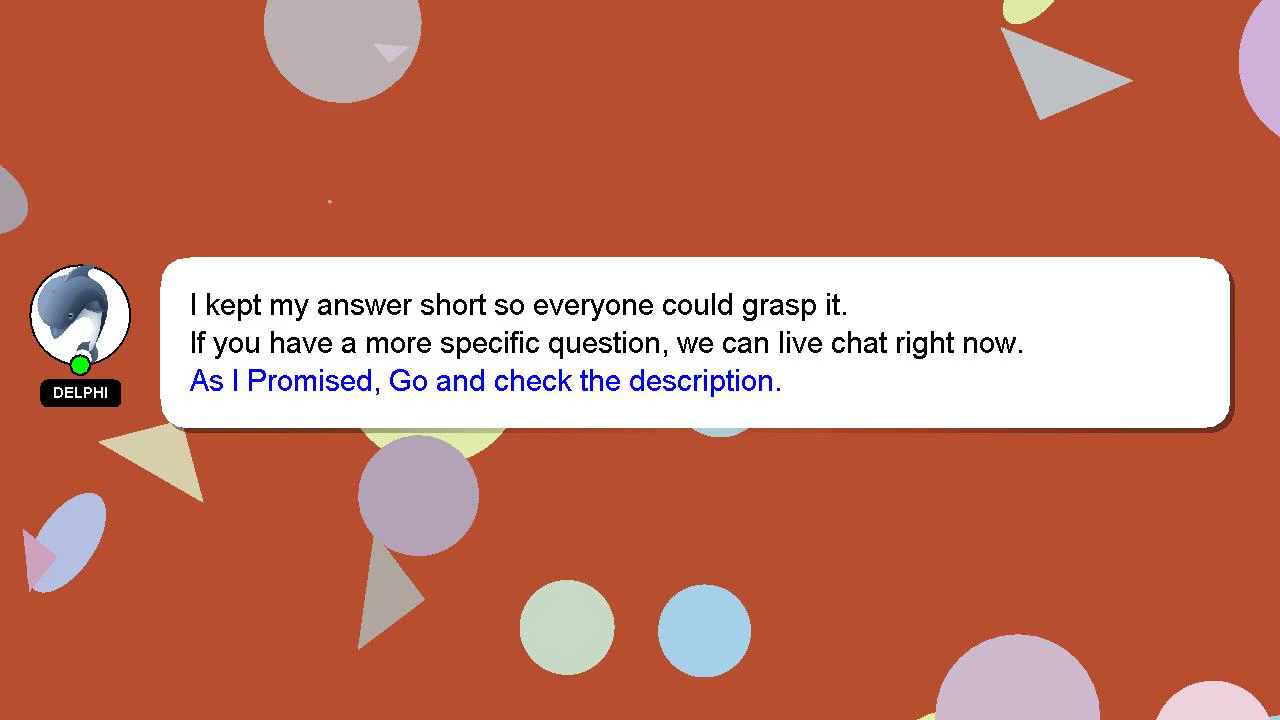 I kept my answer short so everyone could grasp it.
If you have a more specific question, we can live chat right now.
As I Promised, Go and check the description.
DELPHI